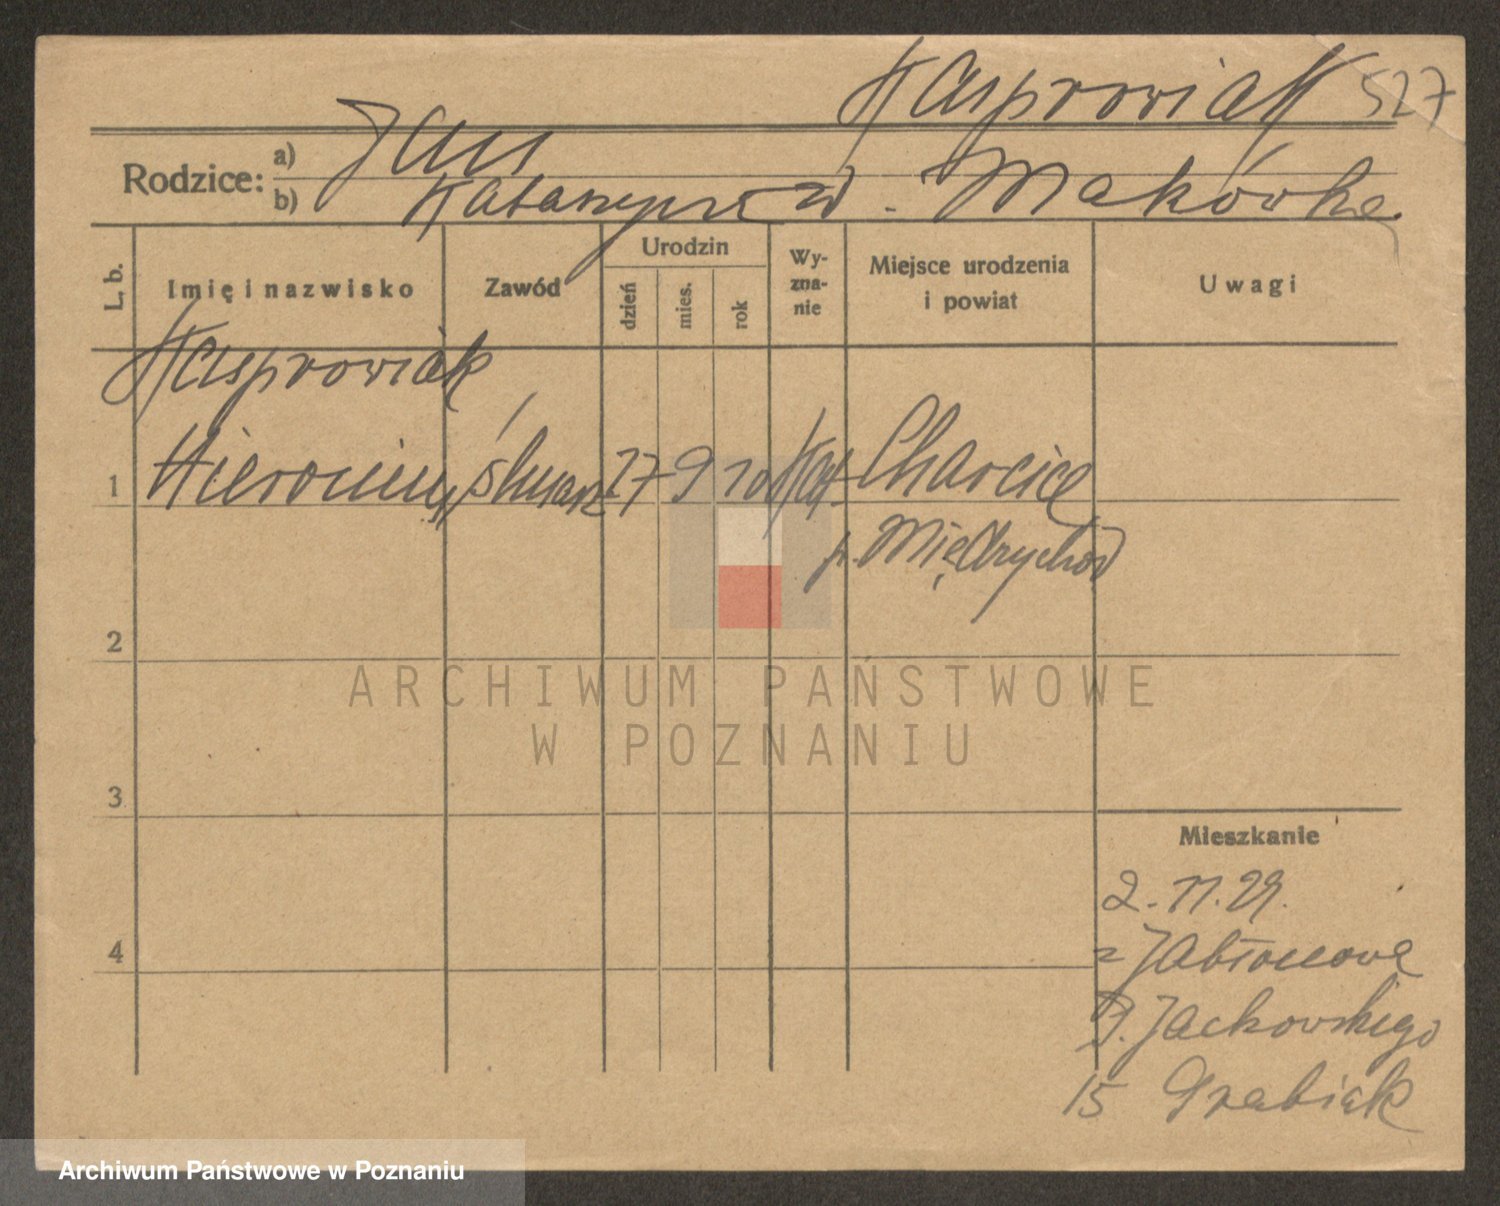 Kasprowiak 527
Rodzice: a) Jan
b) Katarzyna z d. Makówka
L. b. Imię i nazwisko Zawód Urodzin dzień mies. rok Wy-zna-nie Miejsce urodzenia i powiat Uwagi
Kasprowiak
1 Hieronim ślusarz 27 9 10 kat Charcice
p. Międrychód
2
ARCHIWUM PAŃSTWOWE
W POZNANIU
3
Mieszkanie
2. 11. 29.
4 z Jabłonowa
P. Jackowskiego
15 Grabiak
Archiwum Państwowe w Poznaniu